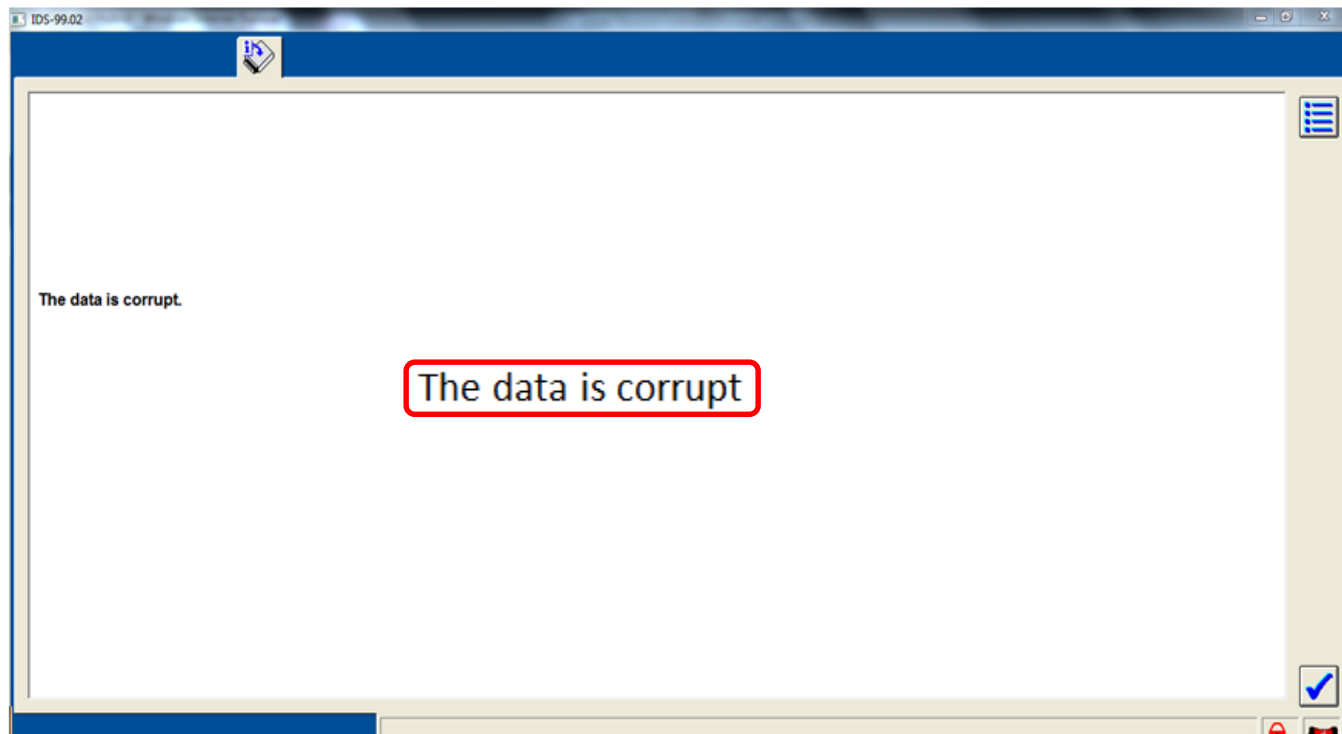 IDS-99.02
The data is corrupt.
The data is corrupt